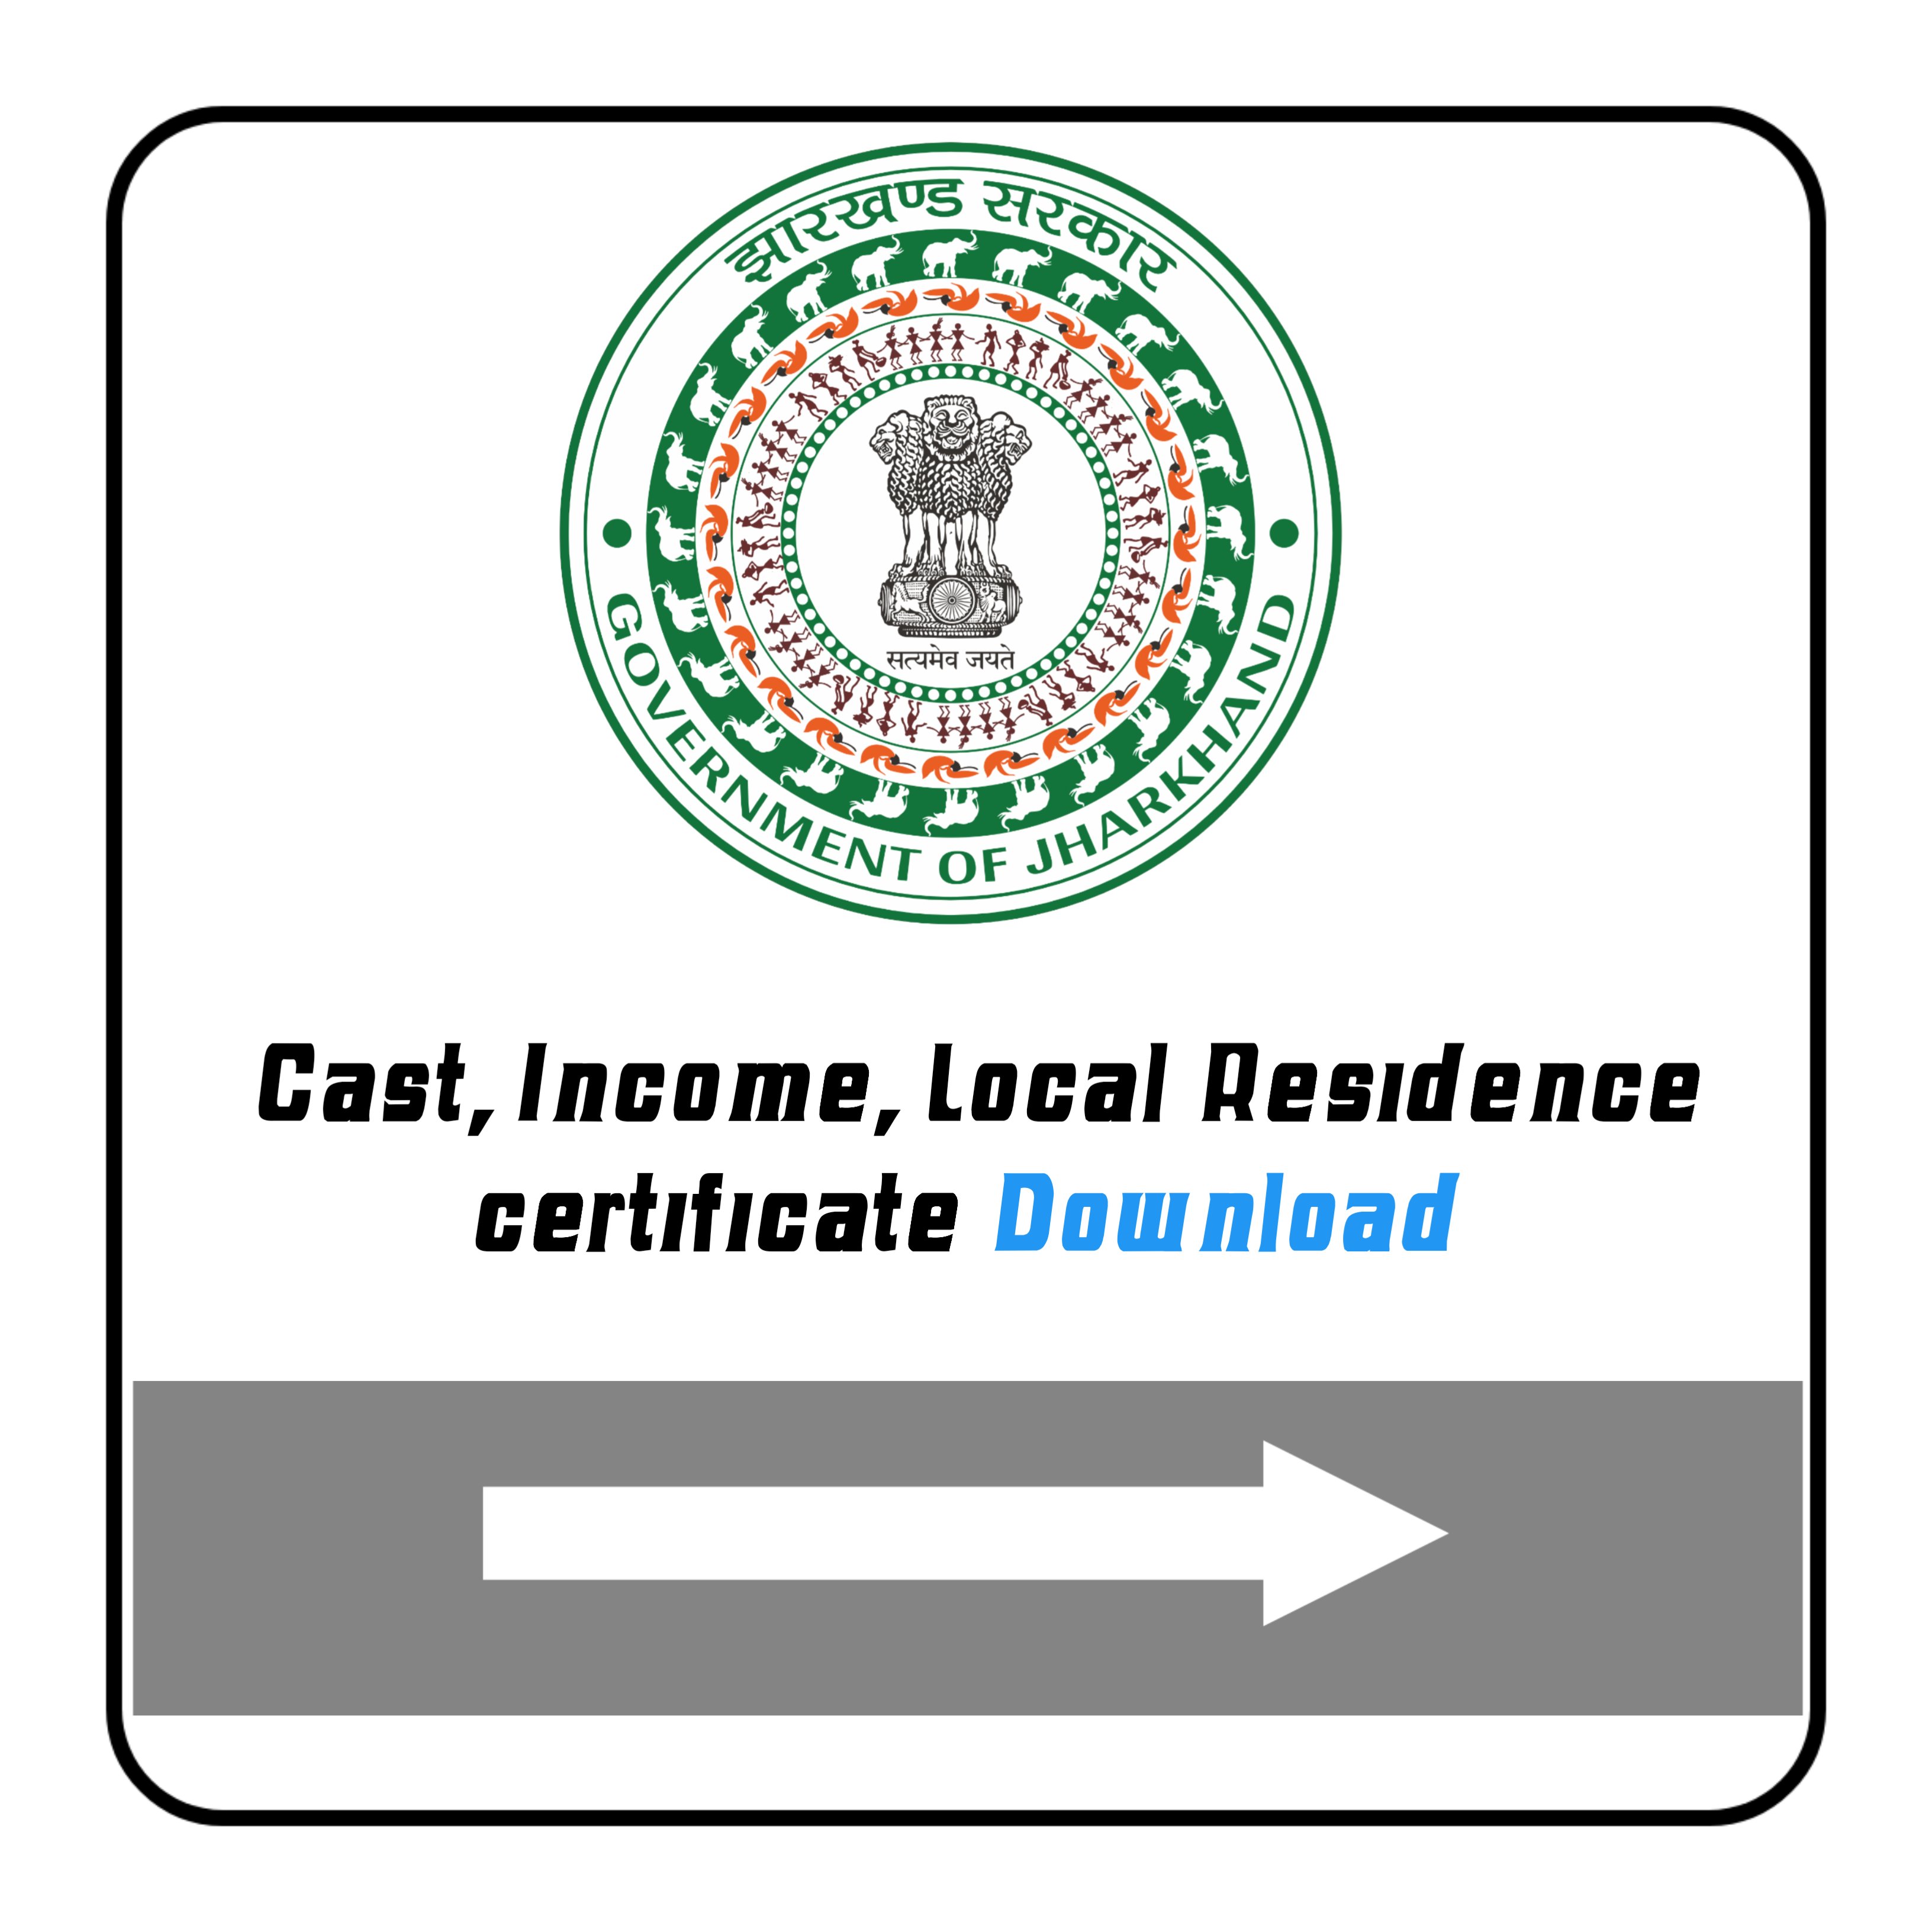 झारखण्ड सरकार
सत्यमेव जयते
GOVERNMENT OF JHARKHAND
Cast, Income, Local Residence
certificate Download